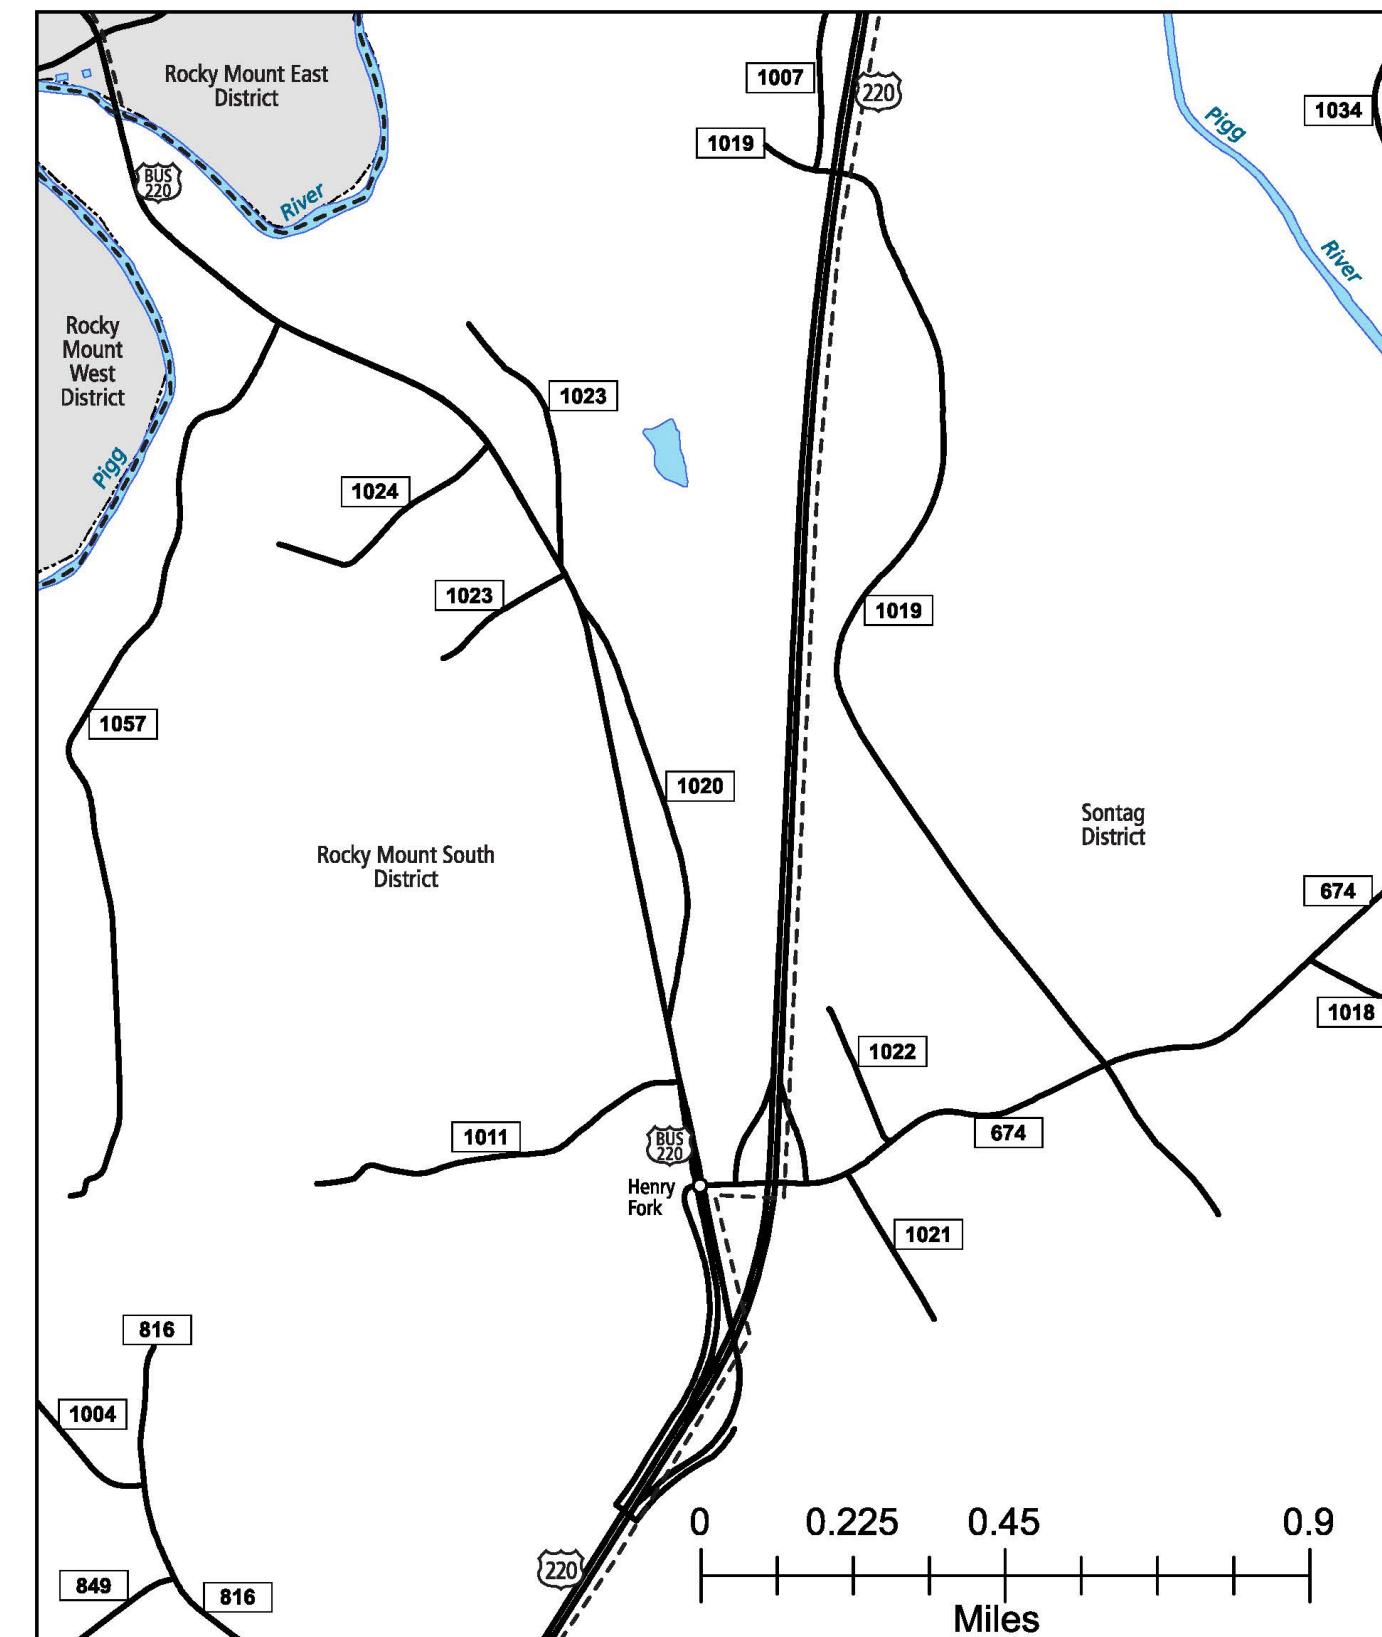 Rocky Mount East
District
1007
220
1034
Pigg
1019
BUS
220
River
River
Rocky
Mount
West
District
1023
Pigg
1024
1023
1019
1057
1020
Sontag
District
Rocky Mount South
District
674
1018
1022
1011
BUS
220
674
Henry
Fork
1021
816
1004
0 0.225 0.45 0.9
220
849
816
Miles